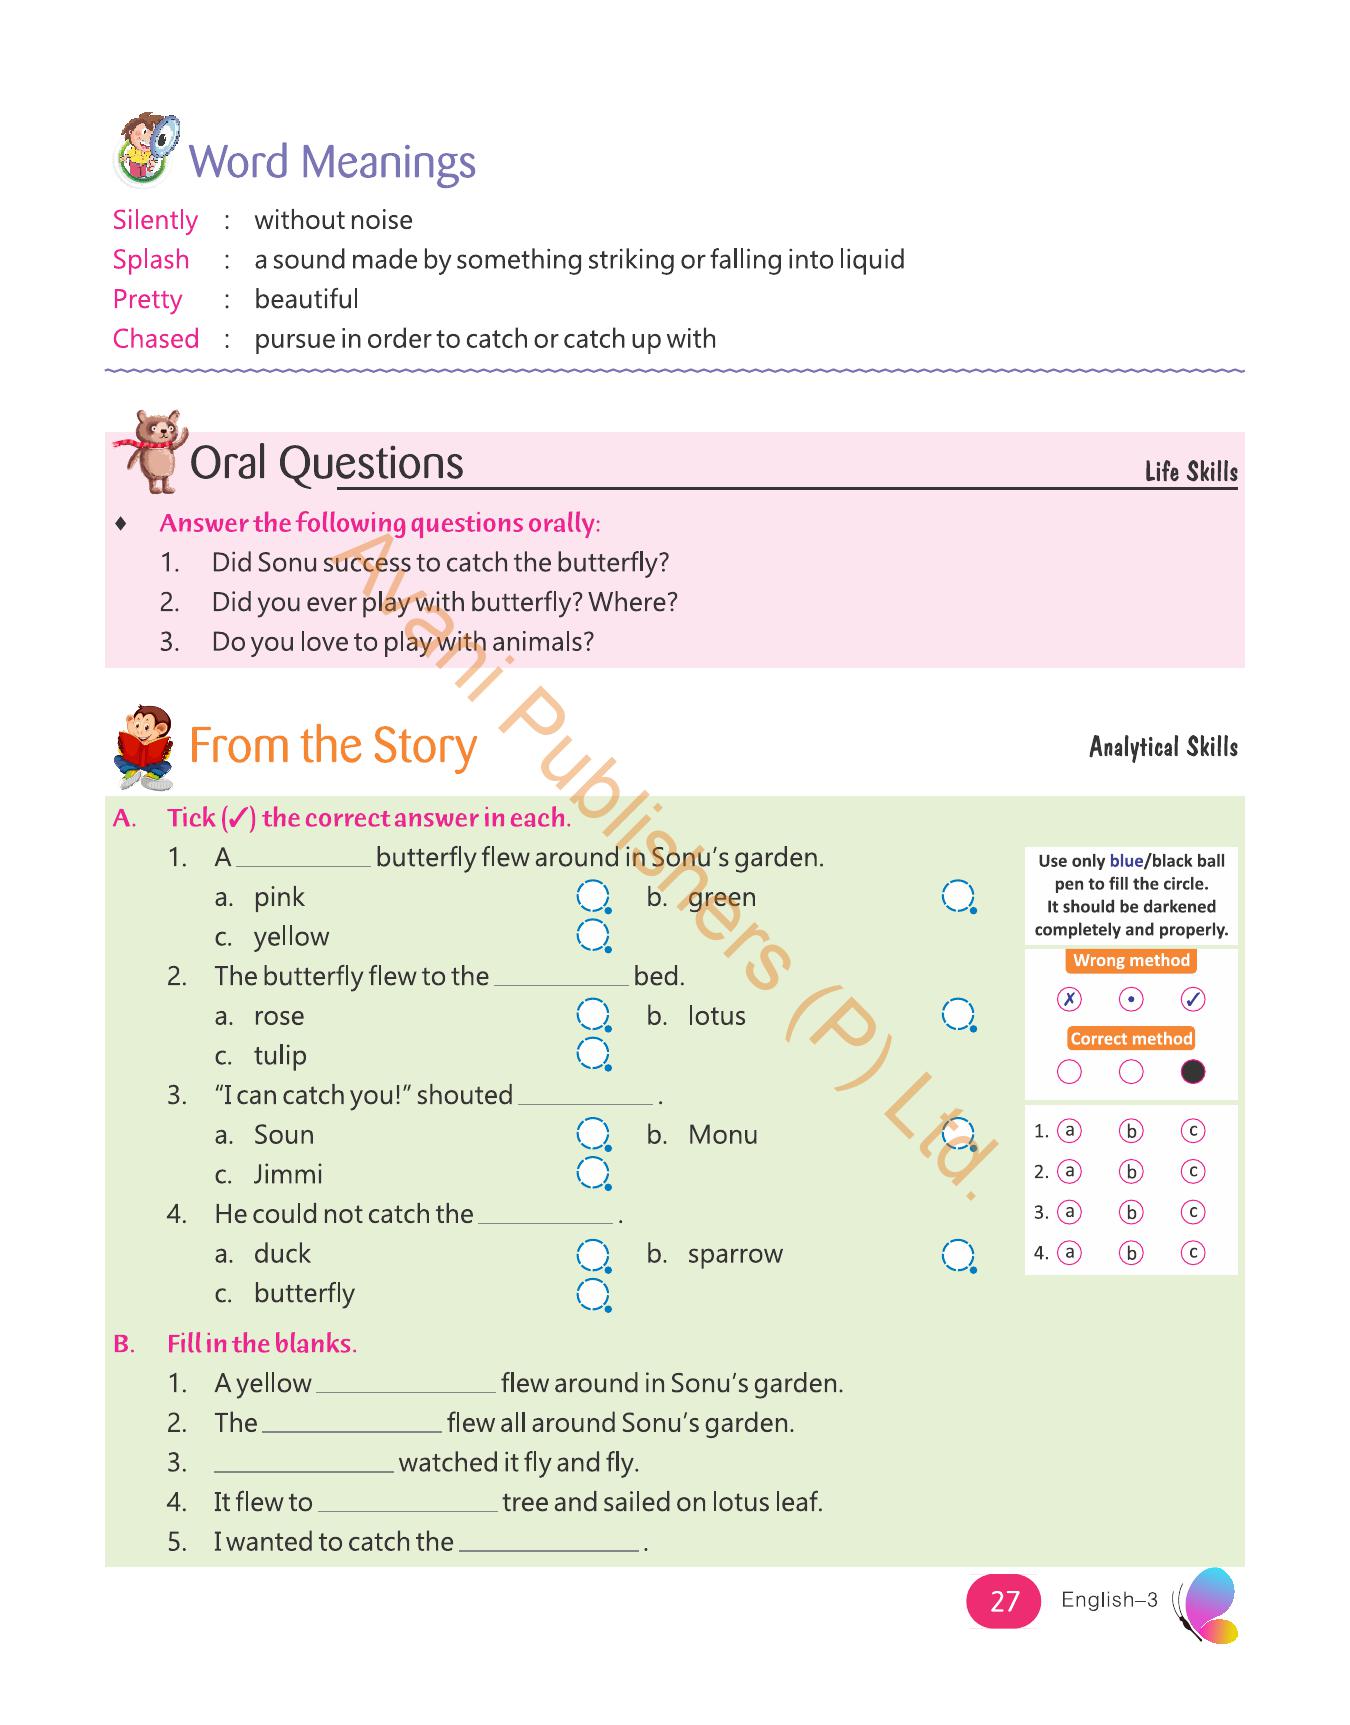 Word Meanings
Silently : without noise
Splash : a sound made by something striking or falling into liquid
Pretty : beautiful
Chased : pursue in order to catch or catch up with
Oral Questions
Life Skills
♦ Answer the following questions orally:
1. Did Sonu success to catch the butterfly?
2. Did you ever play with butterfly? Where?
3. Do you love to play with animals?
From the Story
Analytical Skills
A. Tick (✓) the correct answer in each.
1. A __________ butterfly flew around in Sonu's garden.
a. pink b. green
c. yellow
2. The butterfly flew to the __________ bed.
a. rose b. lotus
c. tulip
3. “I can catch you!” shouted __________ .
a. Soun b. Monu
c. Jimmi
4. He could not catch the __________ .
a. duck b. sparrow
c. butterfly
Use only blue/black ball
pen to fill the circle.
It should be darkened
completely and properly.
Wrong method
✗ • ✓
Correct method
1. a b c
2. a b c
3. a b c
4. a b c
B. Fill in the blanks.
1. A yellow _____________ flew around in Sonu's garden.
2. The _____________ flew all around Sonu's garden.
3. _____________ watched it fly and fly.
4. It flew to _____________ tree and sailed on lotus leaf.
5. I wanted to catch the _____________ .
27 English–3
Avani Publishers (P) Ltd.